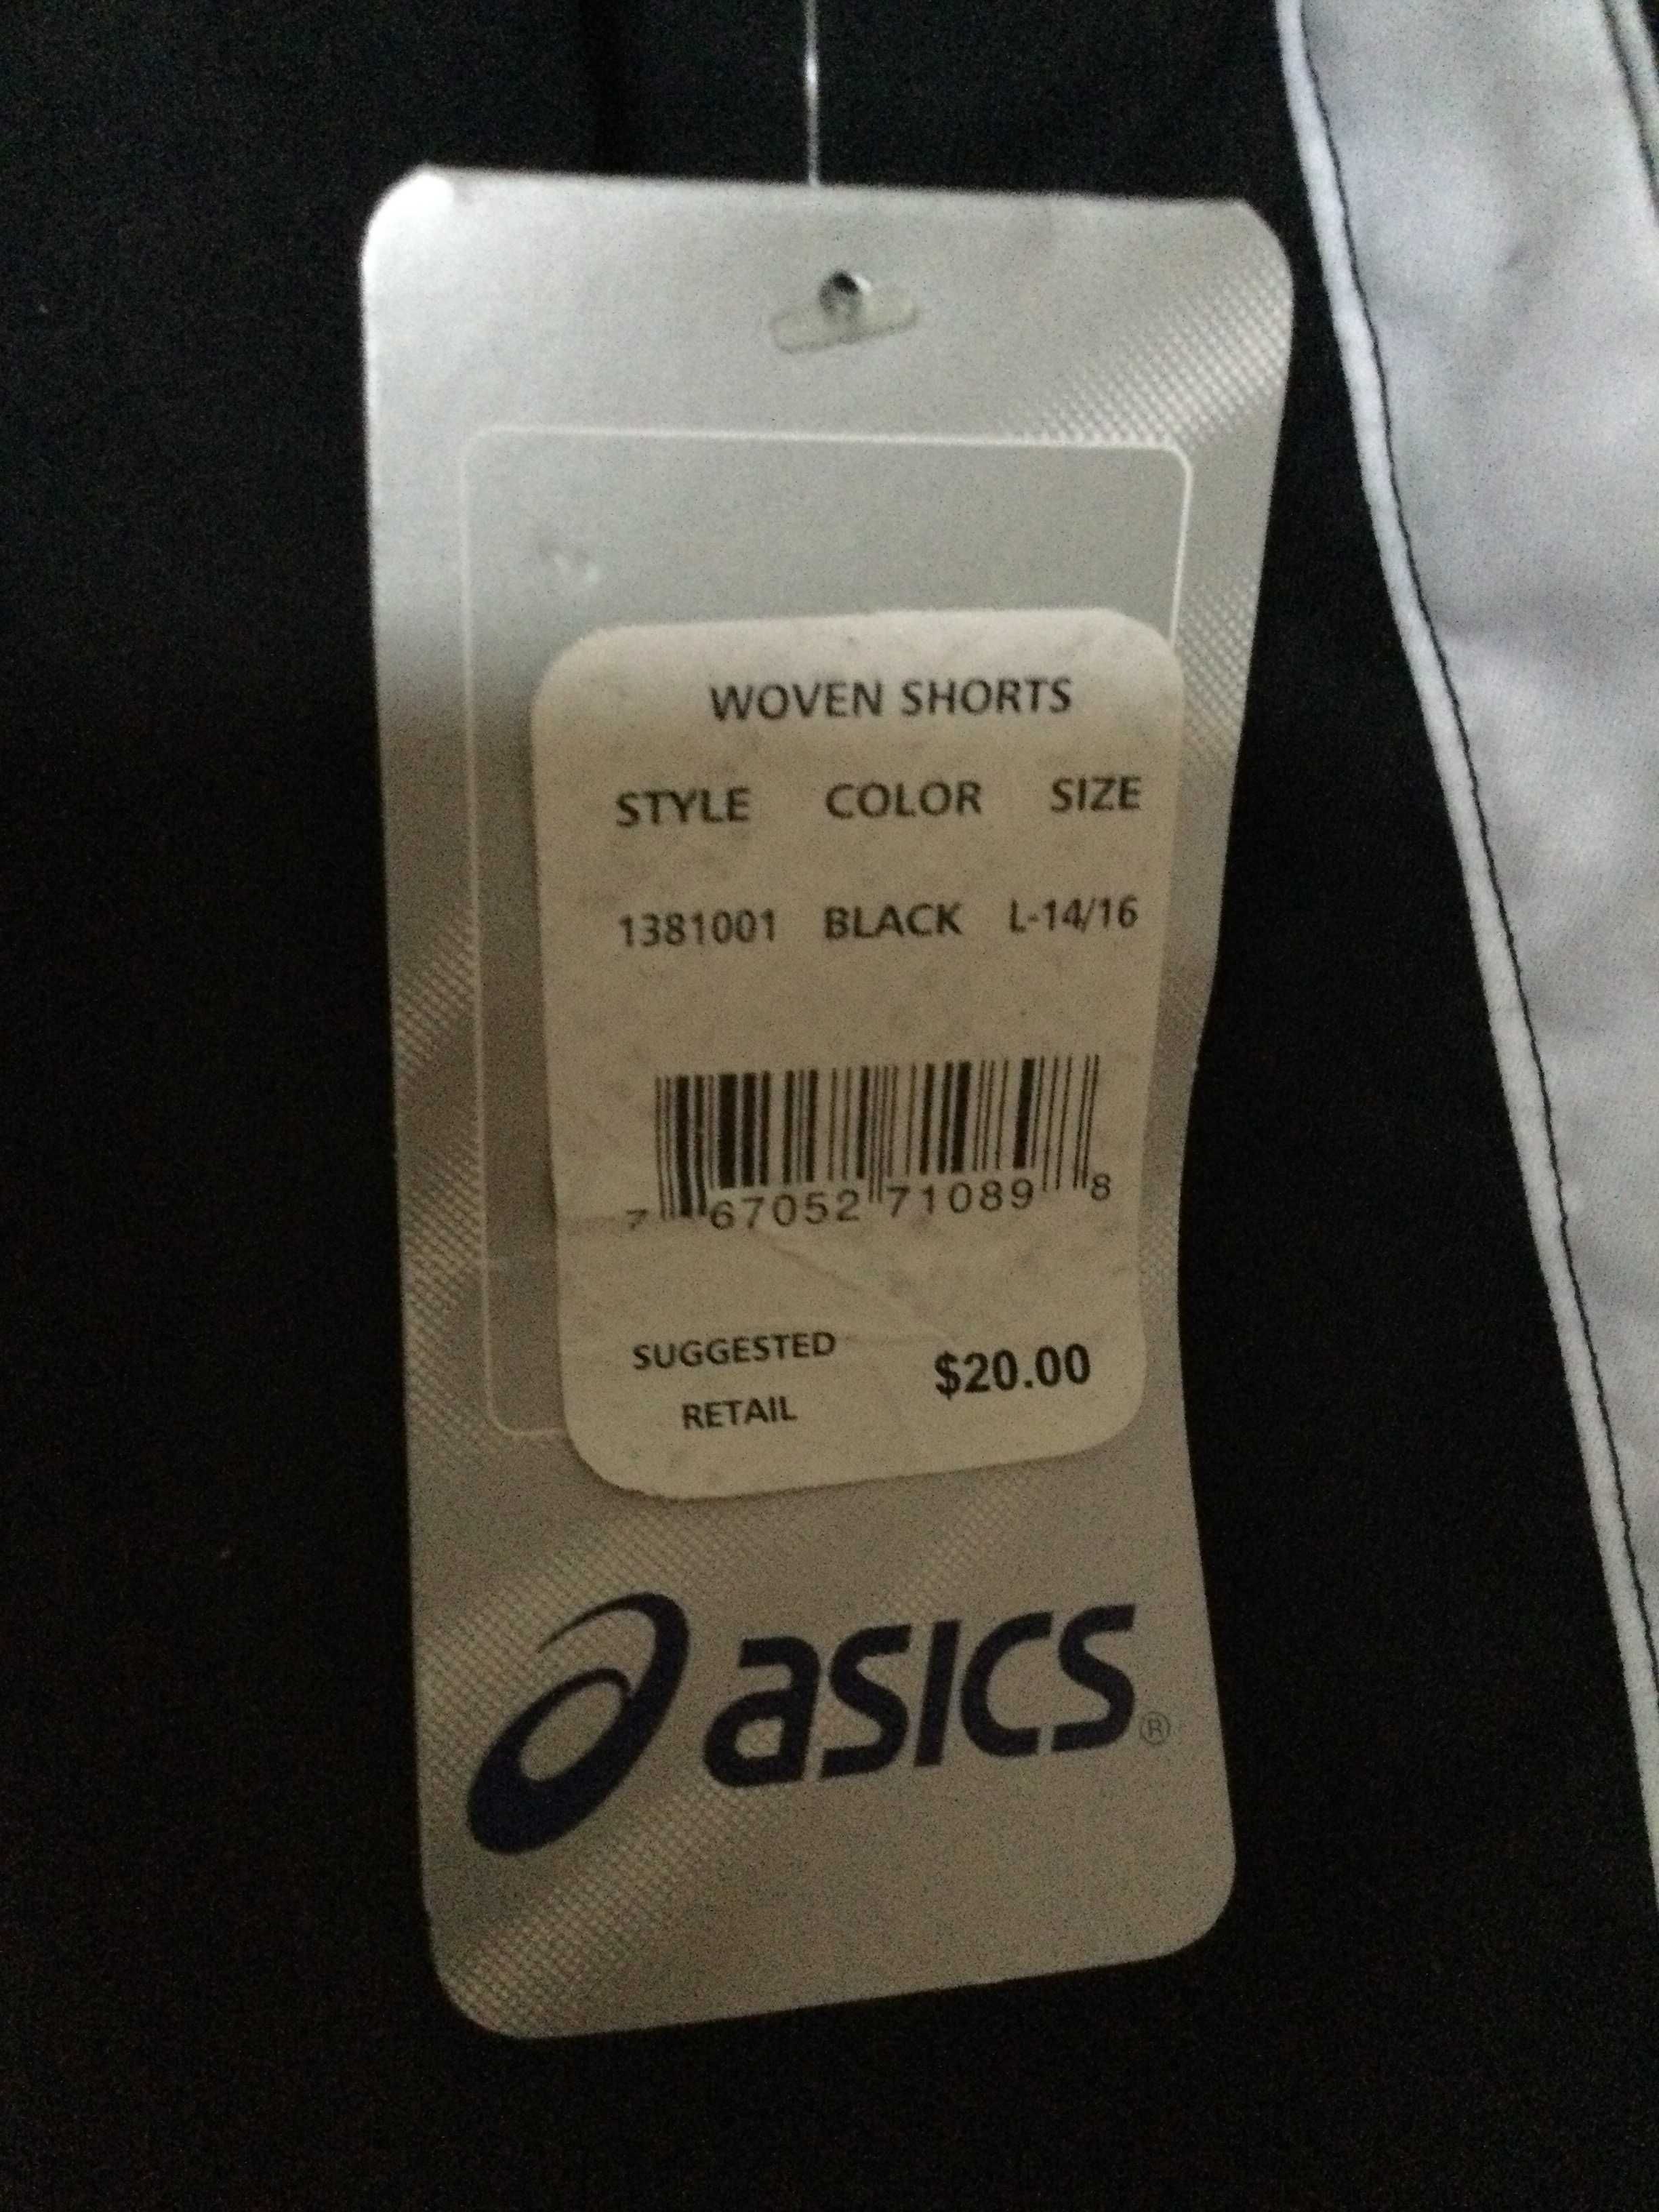 WOVEN SHORTS
STYLE COLOR SIZE
1381001 BLACK L-14/16
7 67052 71089 8
SUGGESTED
RETAIL $20.00
asics®